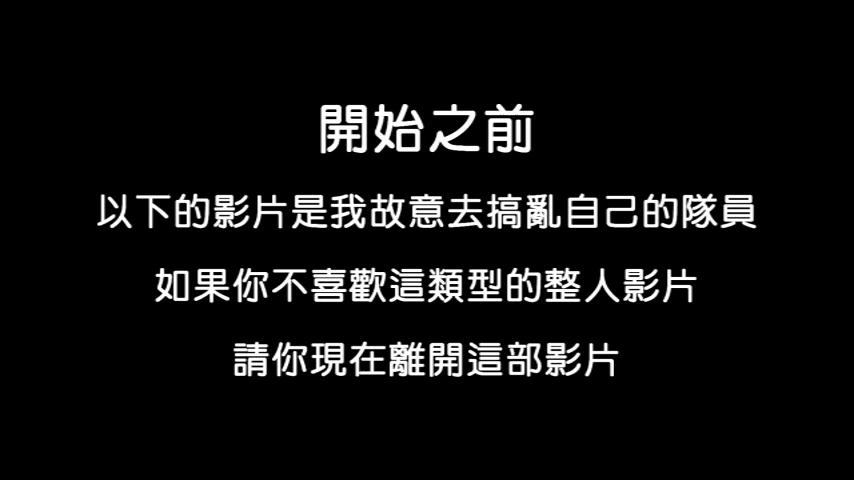 開始之前
以下的影片是我故意去搞亂自己的隊員
如果你不喜歡這類型的整人影片
請你現在離開這部影片